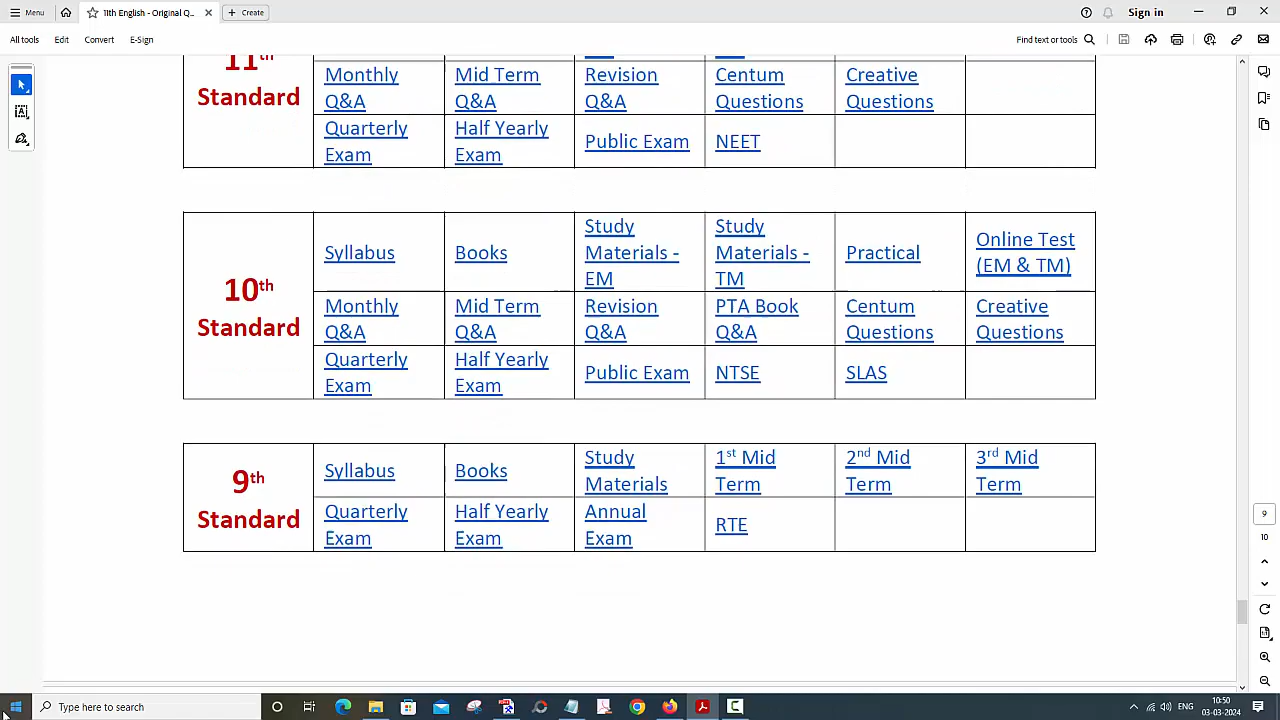 Menu
11th English - Original Q...
Create
Sign in
All tools
Edit
Convert
E-Sign
Find text or tools
11th
Standard
Monthly
Q&A
Mid Term
Q&A
Revision
Q&A
Centum
Questions
Creative
Questions
Quarterly
Exam
Half Yearly
Exam
Public Exam
NEET
10th
Standard
Syllabus
Books
Study
Materials -
EM
Study
Materials -
TM
Practical
Online Test
(EM & TM)
Monthly
Q&A
Mid Term
Q&A
Revision
Q&A
PTA Book
Q&A
Centum
Questions
Creative
Questions
Quarterly
Exam
Half Yearly
Exam
Public Exam
NTSE
SLAS
9th
Standard
Syllabus
Books
Study
Materials
1st Mid
Term
2nd Mid
Term
3rd Mid
Term
Quarterly
Exam
Half Yearly
Exam
Annual
Exam
RTE
9
10
Type here to search
ENG
10:50
03-03-2024